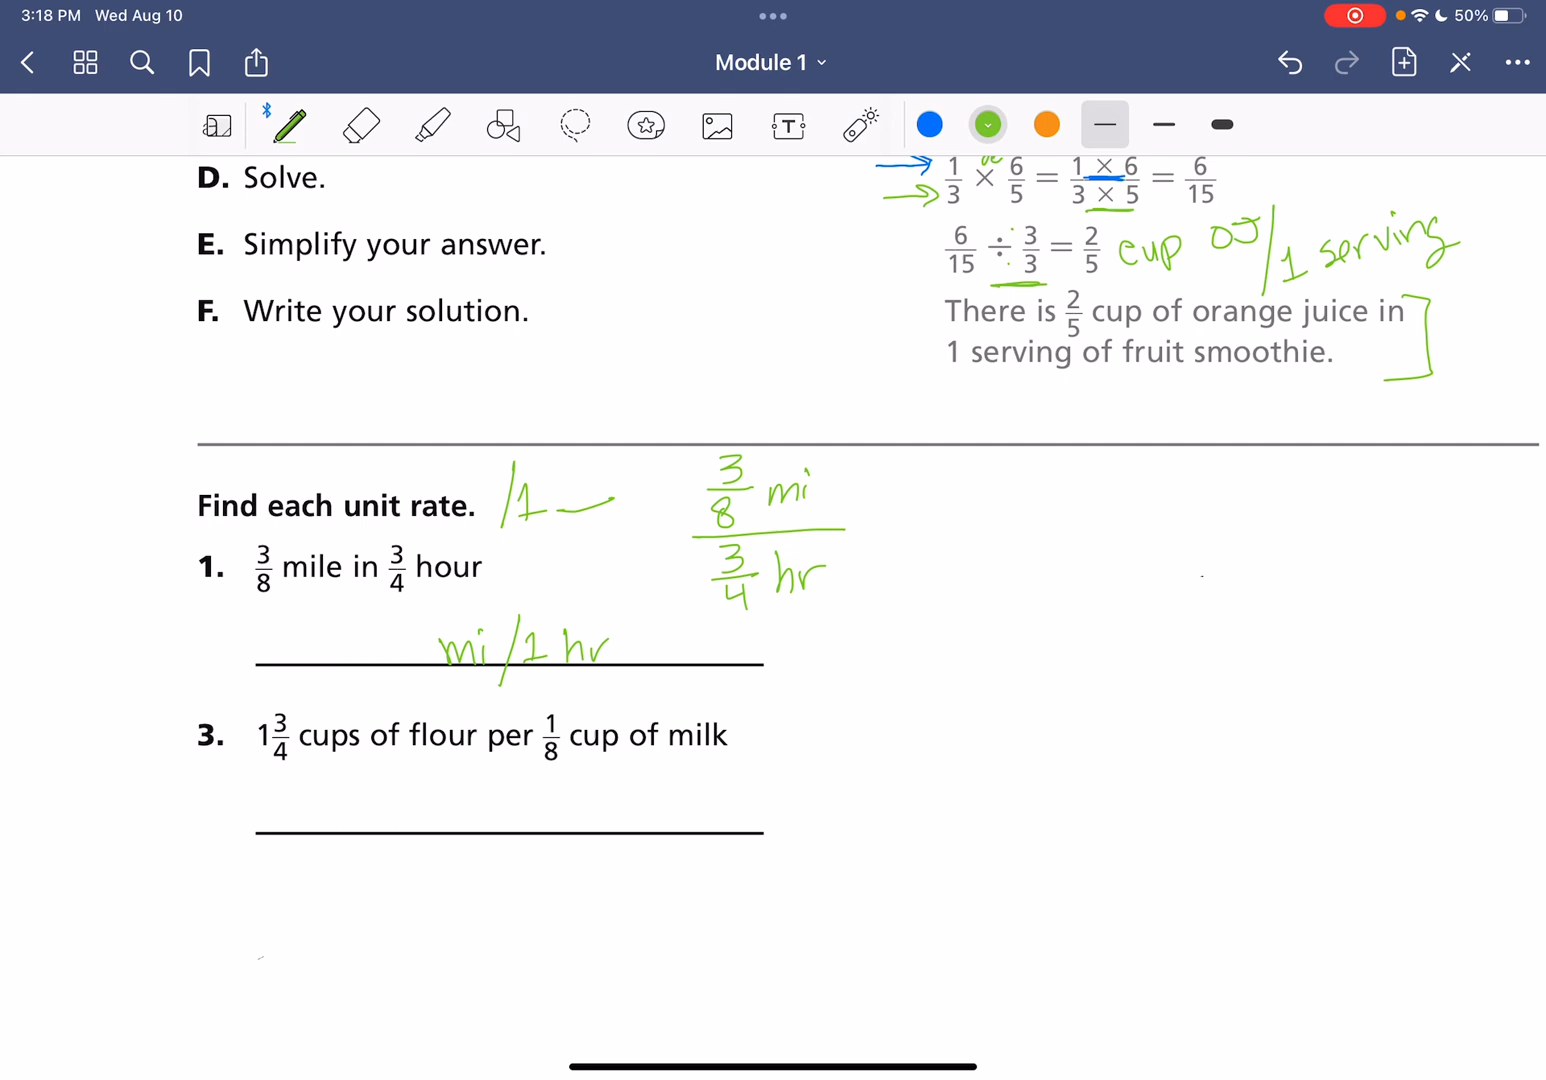 3:18 PM Wed Aug 10
50%
Module 1
T
D. Solve.
1/3 × 6/5 = 1 × 6/3 × 5 = 6/15
E. Simplify your answer.
6/15 ÷ 3/3 = 2/5 cup OJ/1 serving
F. Write your solution.
There is 2/5 cup of orange juice in
1 serving of fruit smoothie.
Find each unit rate. /1
3/8 mi
3/4 hr
1. 3/8 mile in 3/4 hour
mi/1 hr
3. 1 3/4 cups of flour per 1/8 cup of milk